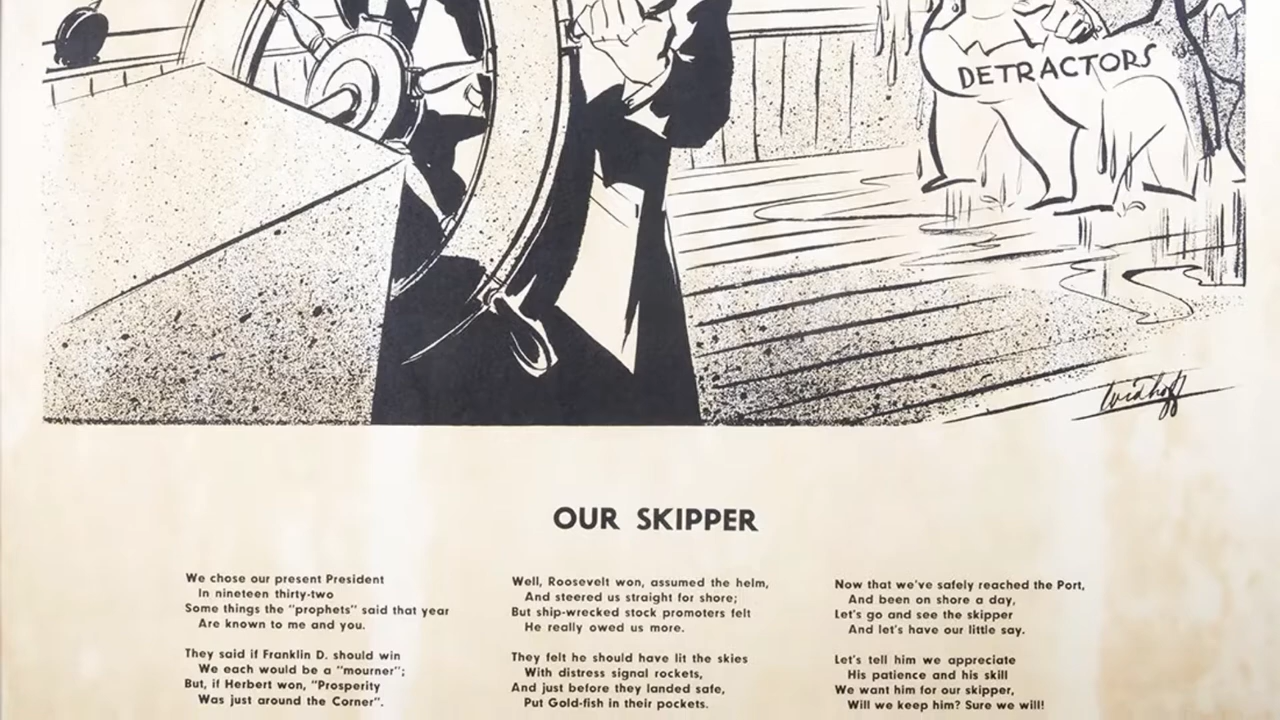 DETRACTORS
OUR SKIPPER
We chose our present President
In nineteen thirty-two
Some things the "prophets" said that year
Are known to me and you.
They said if Franklin D. should win
We each would be a "mourner";
But, if Herbert won, "Prosperity
Was just around the Corner".
Well, Roosevelt won, assumed the helm,
And steered us straight for shore;
But ship-wrecked stock promoters felt
He really owed us more.
They felt he should have lit the skies
With distress signal rockets,
And just before they landed safe,
Put Gold-fish in their pockets.
Now that we've safely reached the Port,
And been on shore a day,
Let's go and see the skipper
And let's have our little say.
Let's tell him we appreciate
His patience and his skill
We want him for our skipper,
Will we keep him? Sure we will!